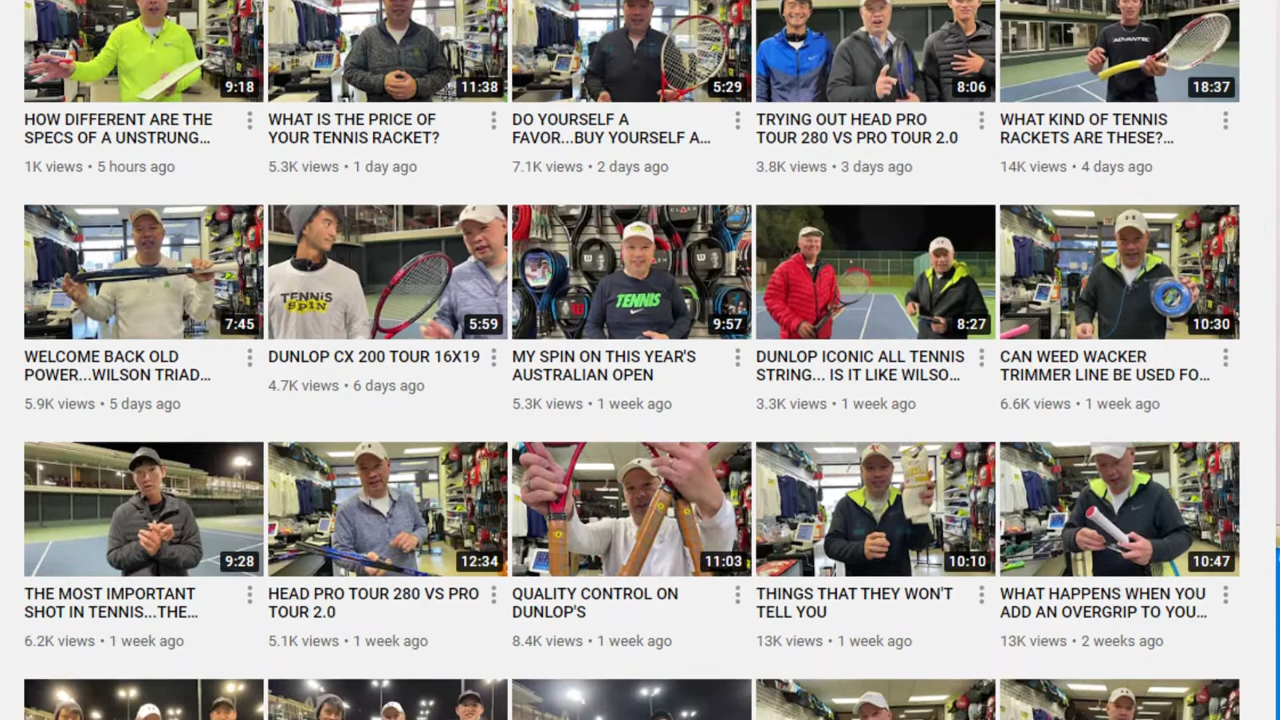 9:18
11:38
5:29
8:06
ADVANTEC
18:37
HOW DIFFERENT ARE THE
SPECS OF A UNSTRUNG...
1K views • 5 hours ago
WHAT IS THE PRICE OF
YOUR TENNIS RACKET?
5.3K views • 1 day ago
DO YOURSELF A
FAVOR...BUY YOURSELF A...
7.1K views • 2 days ago
TRYING OUT HEAD PRO
TOUR 280 VS PRO TOUR 2.0
3.8K views • 3 days ago
WHAT KIND OF TENNIS
RACKETS ARE THESE?...
14K views • 4 days ago
7:45
TENNIS
SPIN
5:59
TENNIS
9:57
8:27
10:30
WELCOME BACK OLD
POWER...WILSON TRIAD...
5.9K views • 5 days ago
DUNLOP CX 200 TOUR 16X19
4.7K views • 6 days ago
MY SPIN ON THIS YEAR'S
AUSTRALIAN OPEN
5.3K views • 1 week ago
DUNLOP ICONIC ALL TENNIS
STRING... IS IT LIKE WILSO...
3.3K views • 1 week ago
CAN WEED WACKER
TRIMMER LINE BE USED FO...
6.6K views • 1 week ago
9:28
12:34
11:03
10:10
10:47
THE MOST IMPORTANT
SHOT IN TENNIS...THE...
6.2K views • 1 week ago
HEAD PRO TOUR 280 VS PRO
TOUR 2.0
5.1K views • 1 week ago
QUALITY CONTROL ON
DUNLOP'S
8.4K views • 1 week ago
THINGS THAT THEY WON'T
TELL YOU
13K views • 1 week ago
WHAT HAPPENS WHEN YOU
ADD AN OVERGRIP TO YOU...
13K views • 2 weeks ago